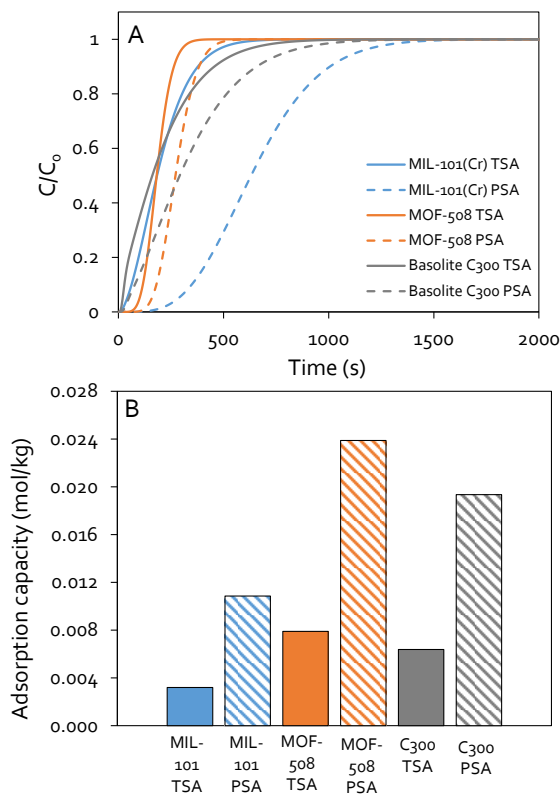 A
1
0.8
0.6
0.4
0.2
0
C/C₀
MIL-101(Cr) TSA
MIL-101(Cr) PSA
MOF-508 TSA
MOF-508 PSA
Basolite C300 TSA
Basolite C300 PSA
0 500 1000 1500 2000
Time (s)
B
0.028
0.024
0.020
0.016
0.012
0.008
0.004
0.000
Adsorption capacity (mol/kg)
MIL-
101
TSA
MIL-
101
PSA
MOF-
508
TSA
MOF-
508
PSA
C300
TSA
C300
PSA